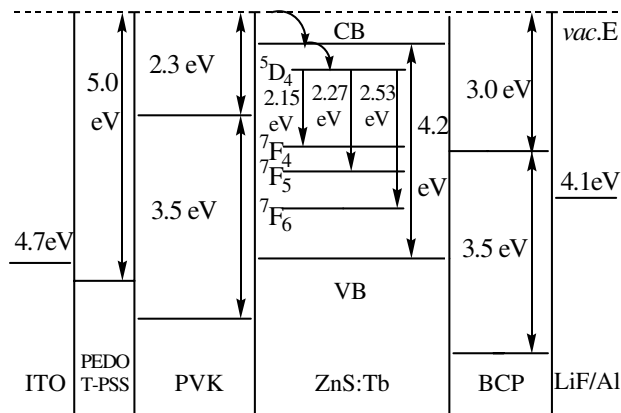 vac.E
CB
2.3 eV
5.0
eV
⁵D₄
2.15
eV
2.27
eV
2.53
eV
4.2
eV
3.0 eV
⁷F₄
⁷F₅
⁷F₆
4.1eV
3.5 eV
4.7eV
3.5 eV
VB
PEDO
T-PSS
ITO
PVK
ZnS:Tb
BCP
LiF/Al